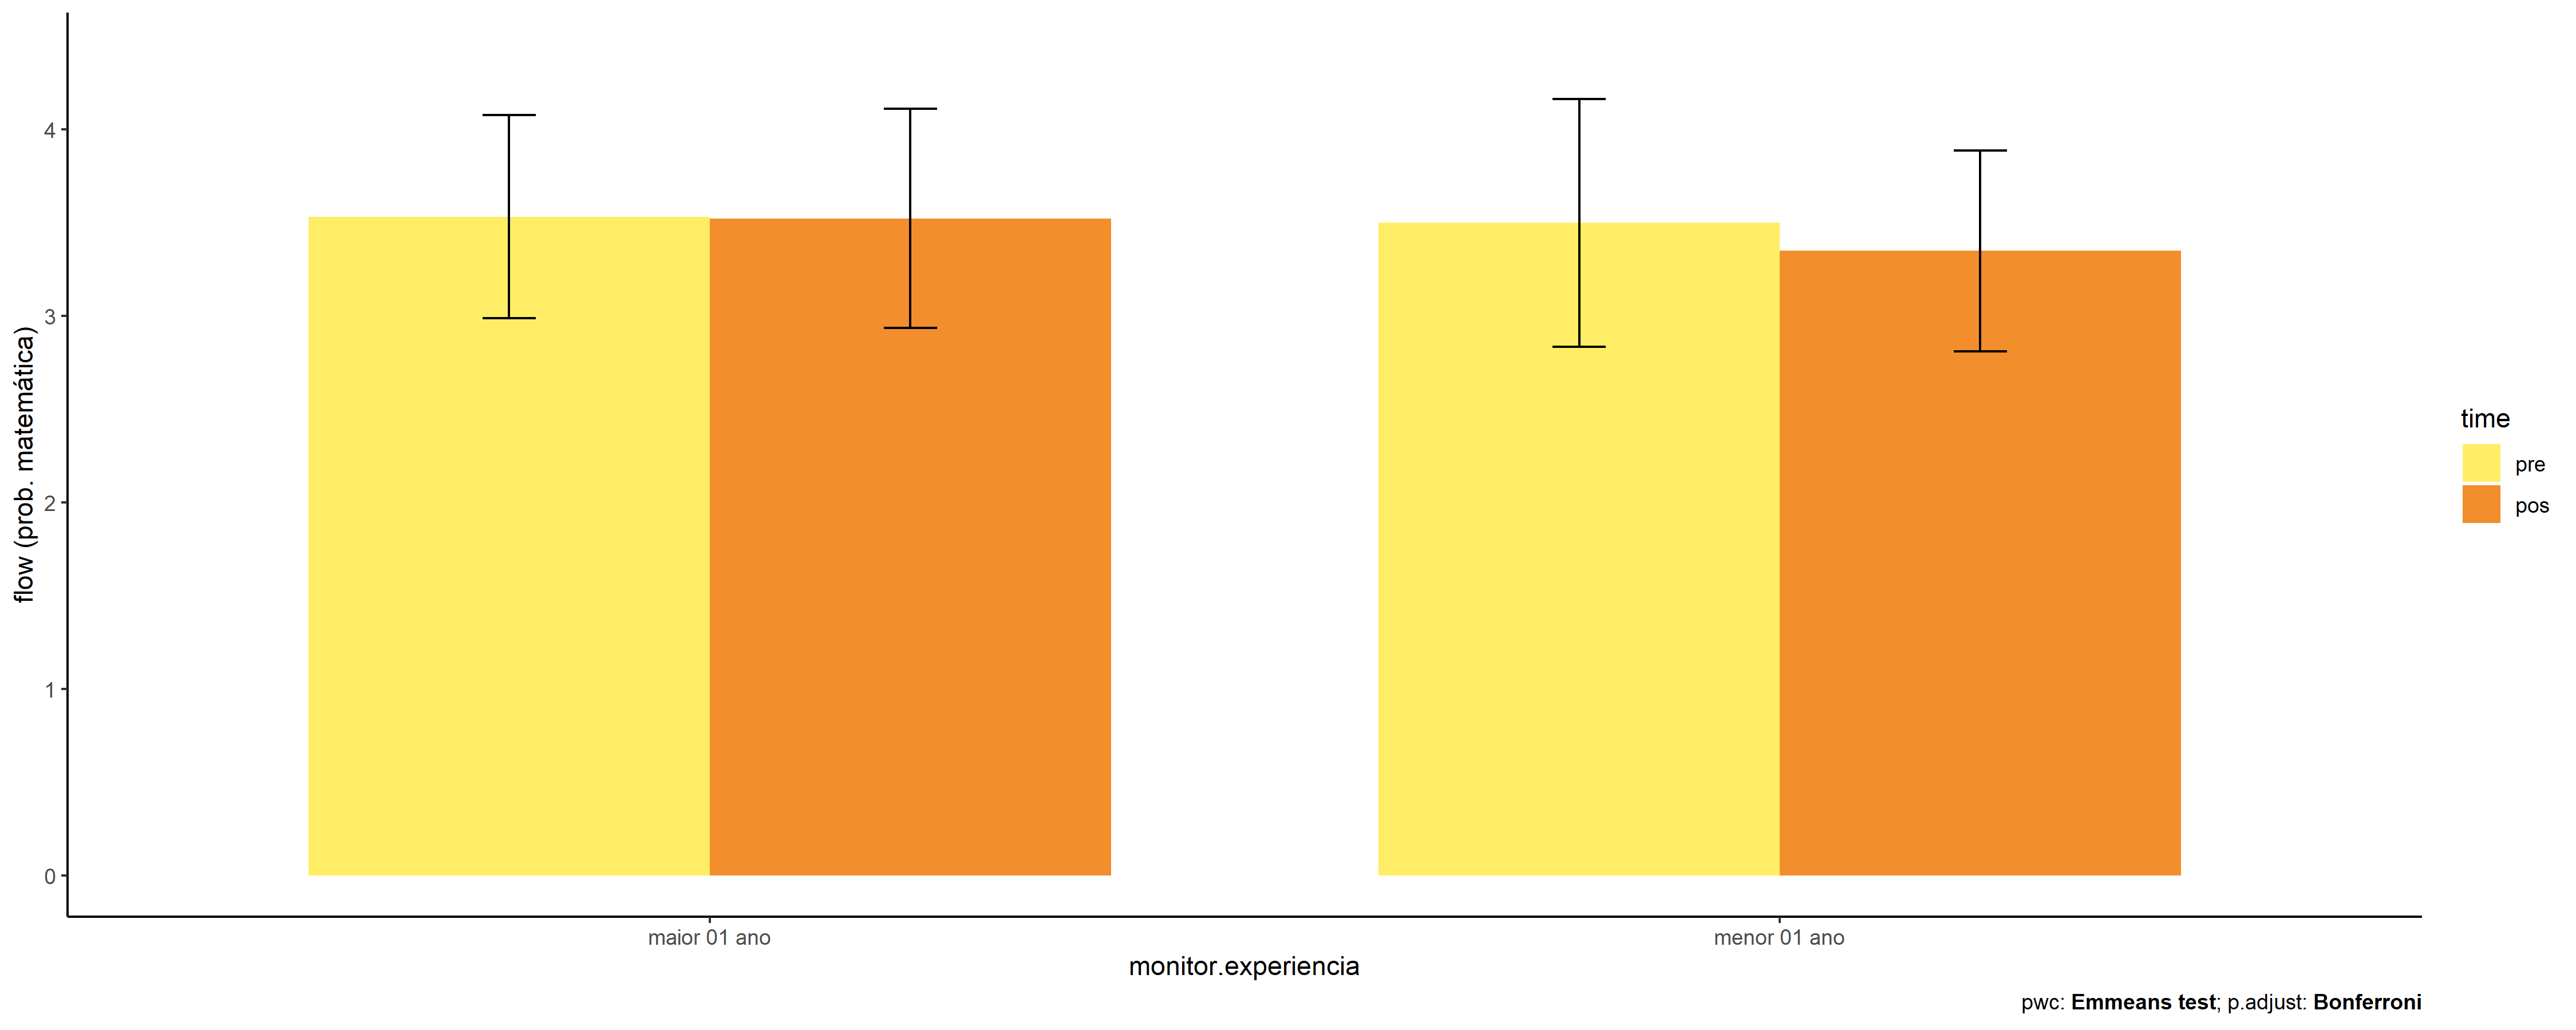 flow (prob. matemática)
4
3
2
1
0
maior 01 ano
menor 01 ano
monitor.experiencia
time
pre
pos
pwc: Emmeans test; p.adjust: Bonferroni